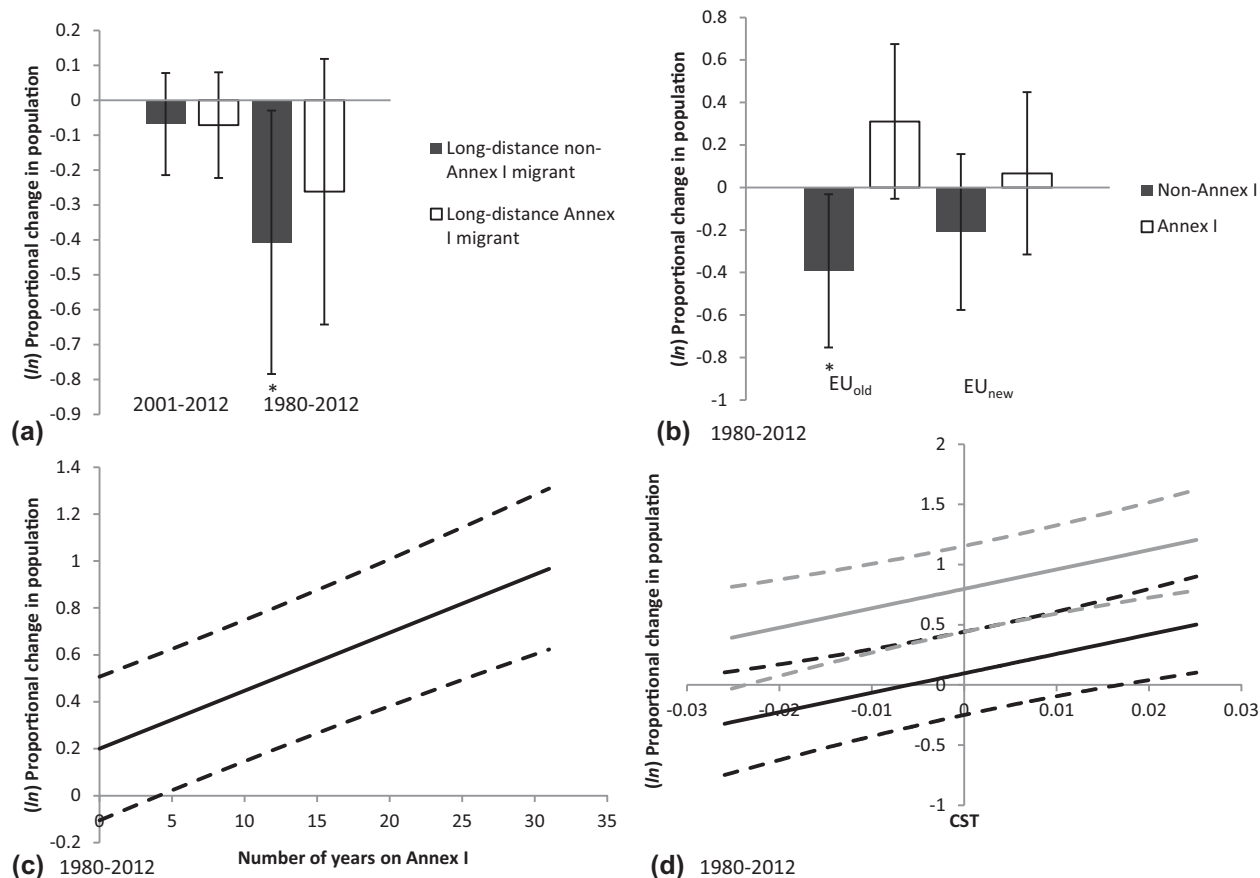 0.2
0.1
0
-0.1
-0.2
-0.3
-0.4
-0.5
-0.6
-0.7
-0.8
-0.9
(ln) Proportional change in population
*
2001-2012 1980-2012
Long-distance non-
Annex I migrant
Long-distance Annex
I migrant
(a)
0.8
0.6
0.4
0.2
0
-0.2
-0.4
-0.6
-0.8
-1
(ln) Proportional change in population
*
EUold EUnew
Non-Annex I
Annex I
(b) 1980-2012
1.4
1.2
1
0.8
0.6
0.4
0.2
0
-0.2
(ln) Proportional change in population
0 5 10 15 20 25 30 35
Number of years on Annex I
(c) 1980-2012
2
1.5
1
0.5
0
-0.5
-1
(ln) Proportional change in population
-0.03 -0.02 -0.01 0 0.01 0.02 0.03
CST
(d) 1980-2012